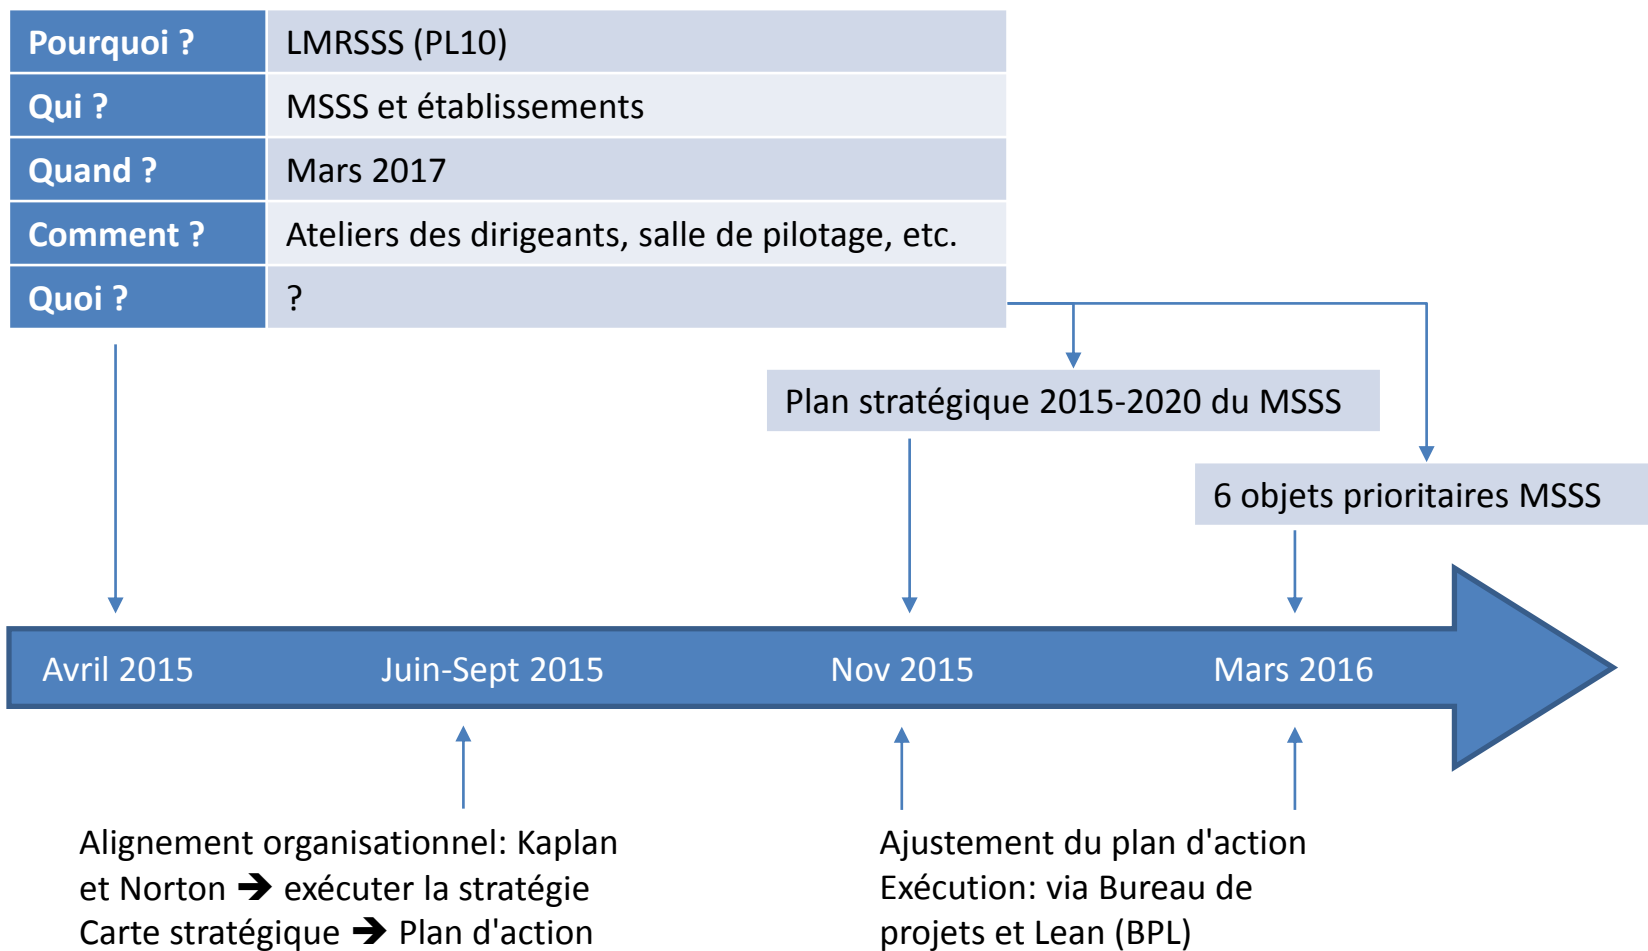 Pourquoi ? LMRSSS (PL10)
Qui ? MSSS et établissements
Quand ? Mars 2017
Comment ? Ateliers des dirigeants, salle de pilotage, etc.
Quoi ? ?
Plan stratégique 2015-2020 du MSSS
6 objets prioritaires MSSS
Avril 2015 Juin-Sept 2015 Nov 2015 Mars 2016
Alignement organisationnel: Kaplan
et Norton ➔ exécuter la stratégie
Carte stratégique ➔ Plan d'action
Ajustement du plan d'action
Exécution: via Bureau de
projets et Lean (BPL)